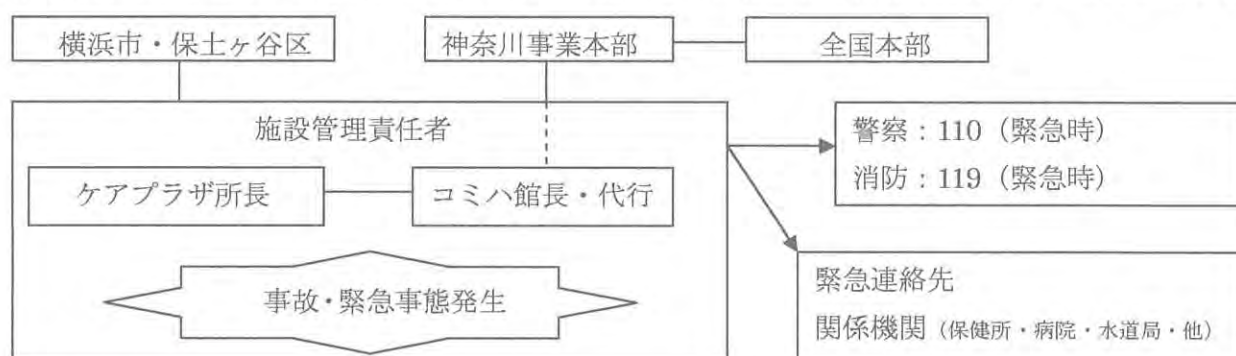 横浜市・保土ヶ谷区
神奈川事業本部
全国本部
施設管理責任者
ケアプラザ所長
コミハ館長・代行
事故・緊急事態発生
警察：110（緊急時）
消防：119（緊急時）
緊急連絡先
関係機関（保健所・病院・水道局・他）